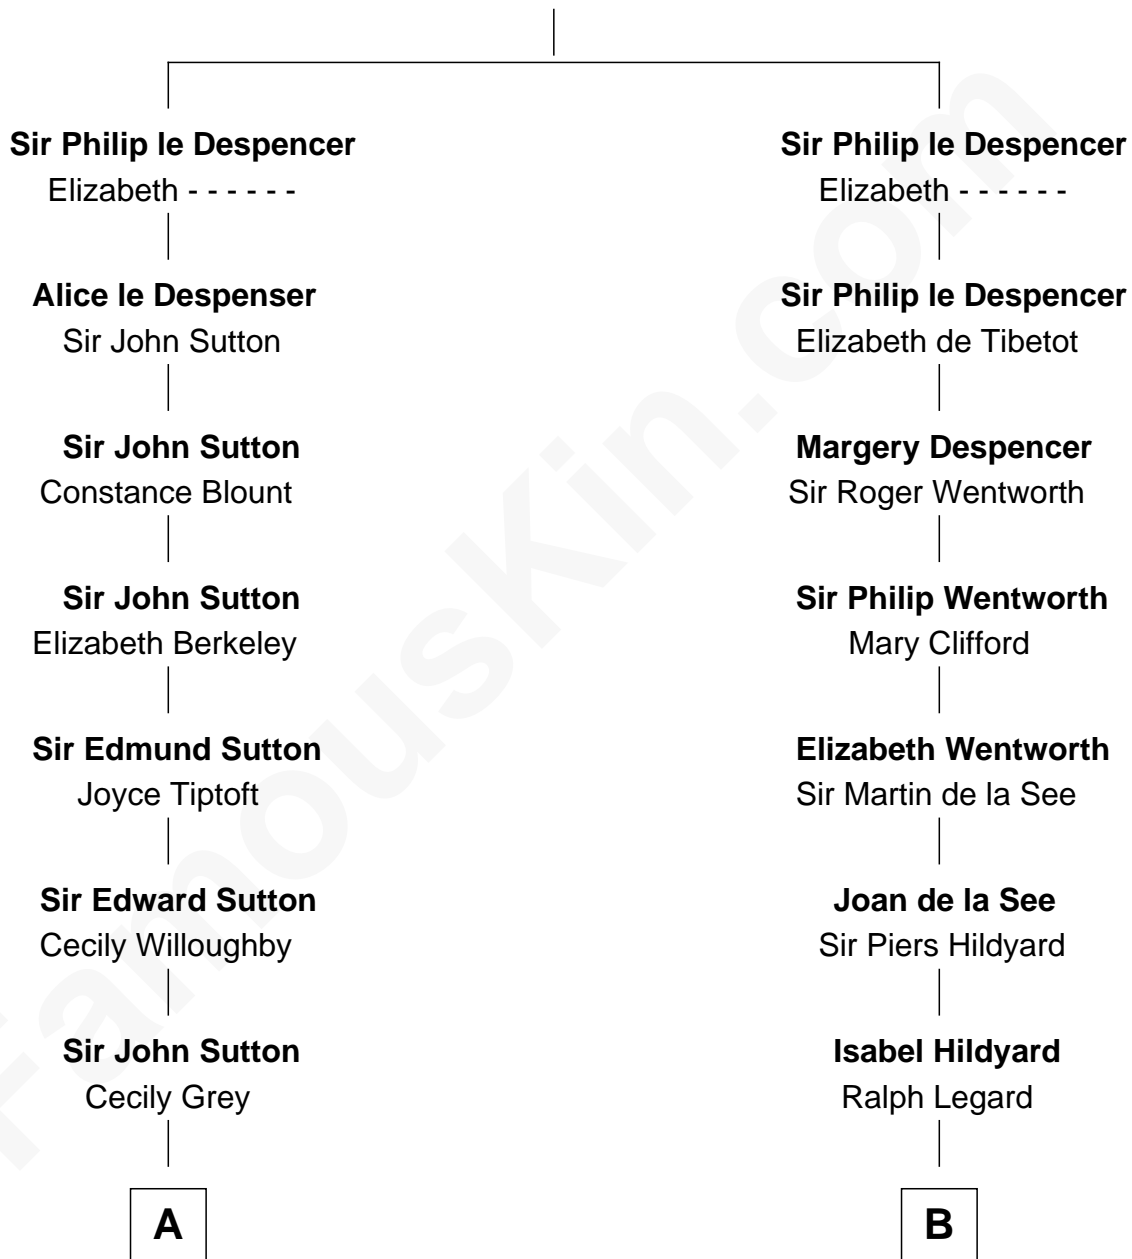 Sir Philip le Despencer
Elizabeth - - - - - -
Alice le Despenser
Sir John Sutton
Sir John Sutton
Constance Blount
Sir John Sutton
Elizabeth Berkeley
Sir Edmund Sutton
Joyce Tiptoft
Sir Edward Sutton
Cecily Willoughby
Sir John Sutton
Cecily Grey
A
Sir Philip le Despencer
Elizabeth - - - - - -
Sir Philip le Despencer
Elizabeth de Tibetot
Margery Despencer
Sir Roger Wentworth
Sir Philip Wentworth
Mary Clifford
Elizabeth Wentworth
Sir Martin de la See
Joan de la See
Sir Piers Hildyard
Isabel Hildyard
Ralph Legard
B
FamousKin.com